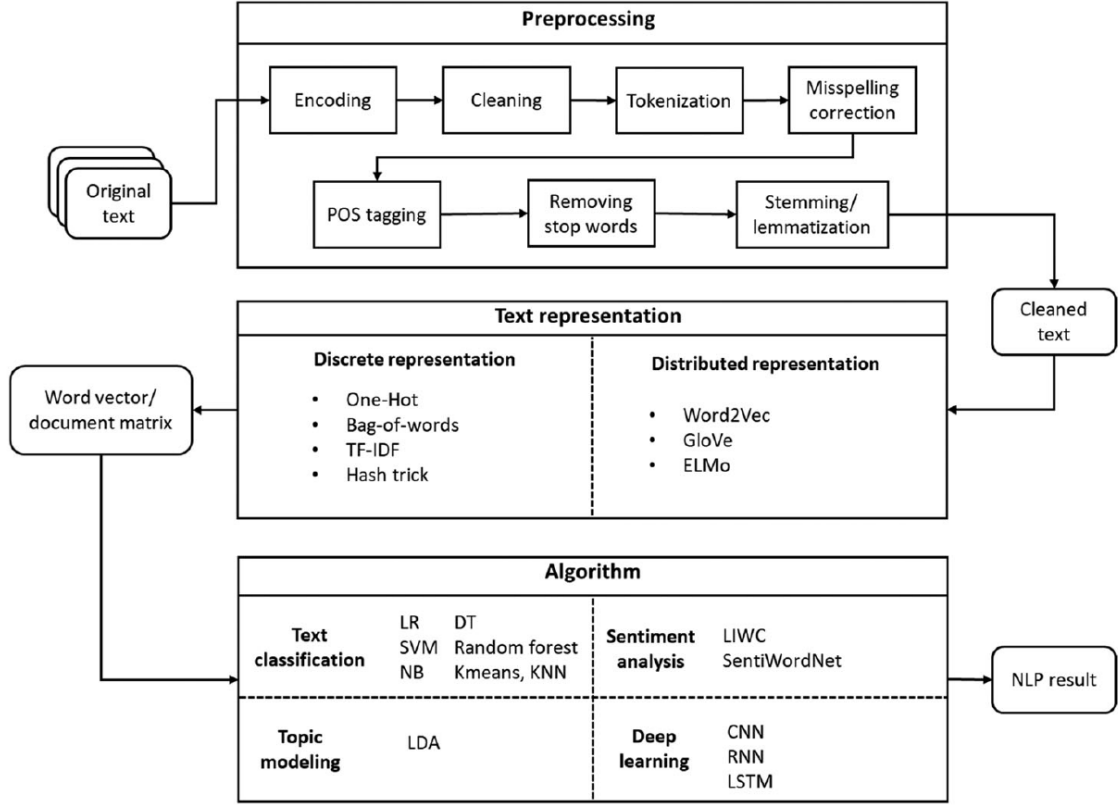 Preprocessing
Encoding
Cleaning
Tokenization
Misspelling
correction
Original
text
POS tagging
Removing
stop words
Stemming/
lemmatization
Cleaned
text
Text representation
Discrete representation
• One-Hot
• Bag-of-words
• TF-IDF
• Hash trick
Distributed representation
• Word2Vec
• GloVe
• ELMo
Word vector/
document matrix
Algorithm
Text
classification
LR DT
SVM Random forest
NB Kmeans, KNN
Sentiment
analysis
LIWC
SentiWordNet
Topic
modeling
LDA
Deep
learning
CNN
RNN
LSTM
NLP result